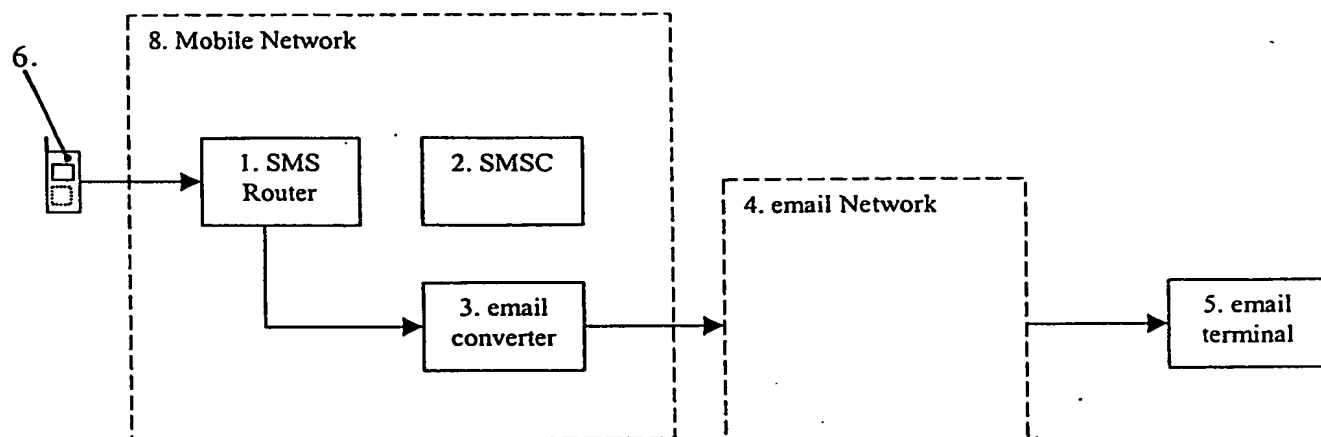 8. Mobile Network
6.
1. SMS
Router
2. SMSC
3. email
converter
4. email Network
5. email
terminal